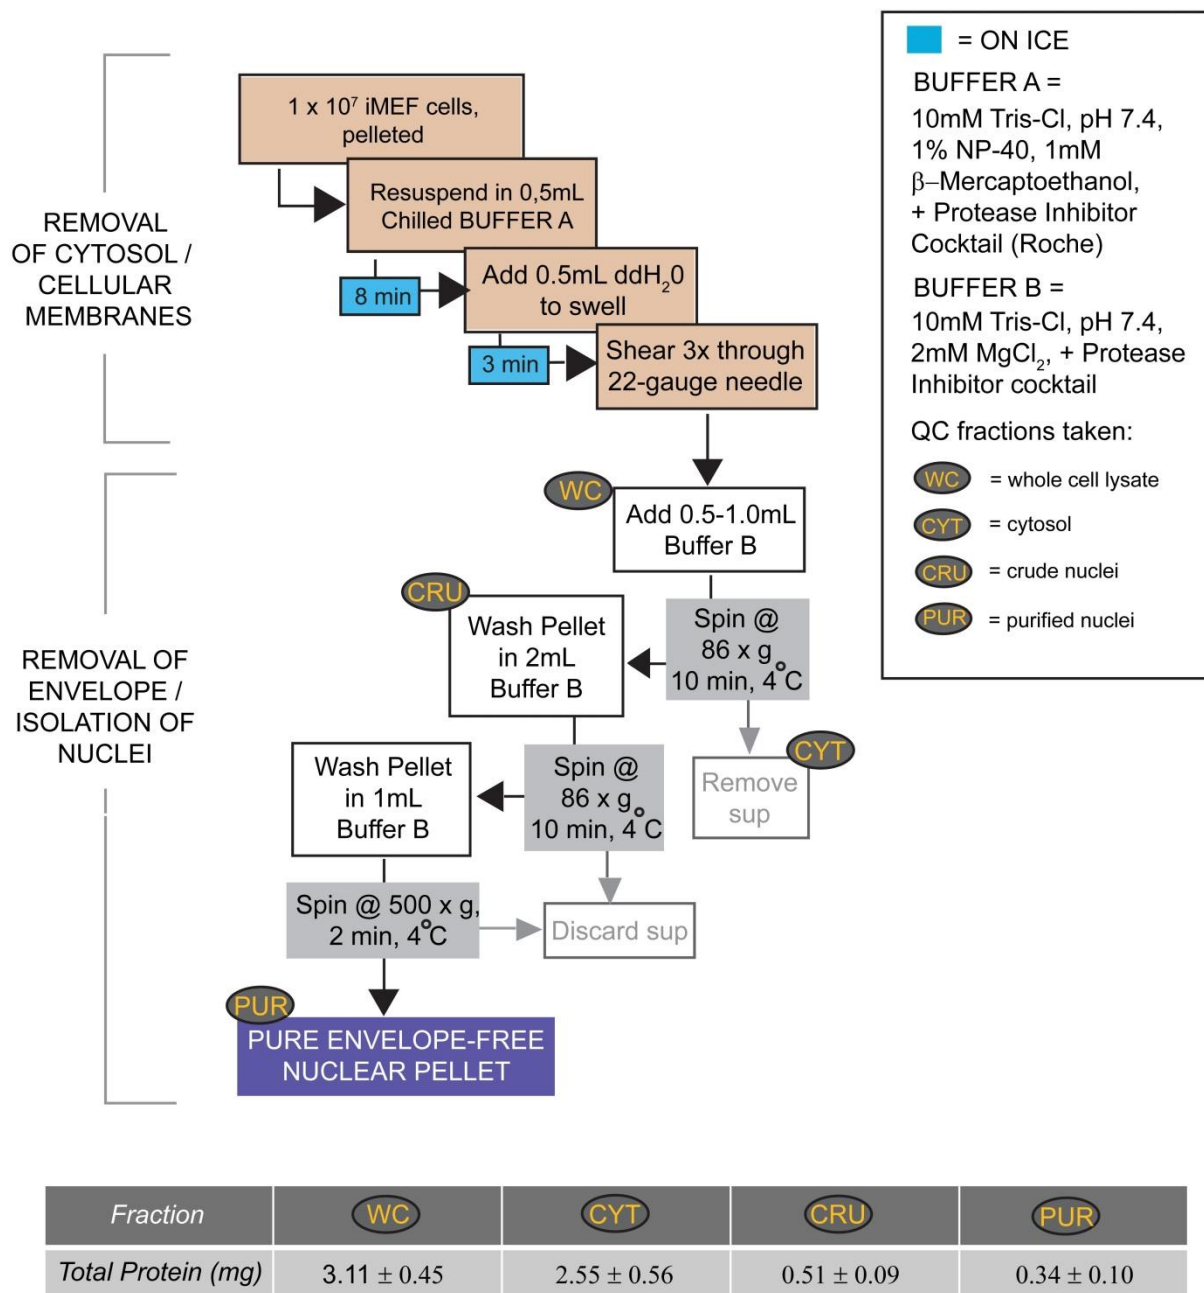 1 x 10⁷ iMEF cells,
pelleted
Resuspend in 0,5mL
Chilled BUFFER A
8 min
Add 0.5mL ddH₂0
to swell
3 min
Shear 3x through
22-gauge needle
REMOVAL
OF CYTOSOL /
CELLULAR
MEMBRANES
= ON ICE
BUFFER A =
10mM Tris-Cl, pH 7.4,
1% NP-40, 1mM
β–Mercaptoethanol,
+ Protease Inhibitor
Cocktail (Roche)
BUFFER B =
10mM Tris-Cl, pH 7.4,
2mM MgCl₂, + Protease
Inhibitor cocktail
QC fractions taken:
WC = whole cell lysate
CYT = cytosol
CRU = crude nuclei
PUR = purified nuclei
WC
Add 0.5-1.0mL
Buffer B
Spin @
86 x g
10 min, 4°C
CYT
Remove
sup
CRU
Wash Pellet
in 2mL
Buffer B
Spin @
86 x g
10 min, 4°C
Wash Pellet
in 1mL
Buffer B
Spin @ 500 x g,
2 min, 4°C
Discard sup
PUR
PURE ENVELOPE-FREE
NUCLEAR PELLET
REMOVAL OF
ENVELOPE /
ISOLATION OF
NUCLEI
Fraction WC CYT CRU PUR
Total Protein (mg) 3.11 ± 0.45 2.55 ± 0.56 0.51 ± 0.09 0.34 ± 0.10